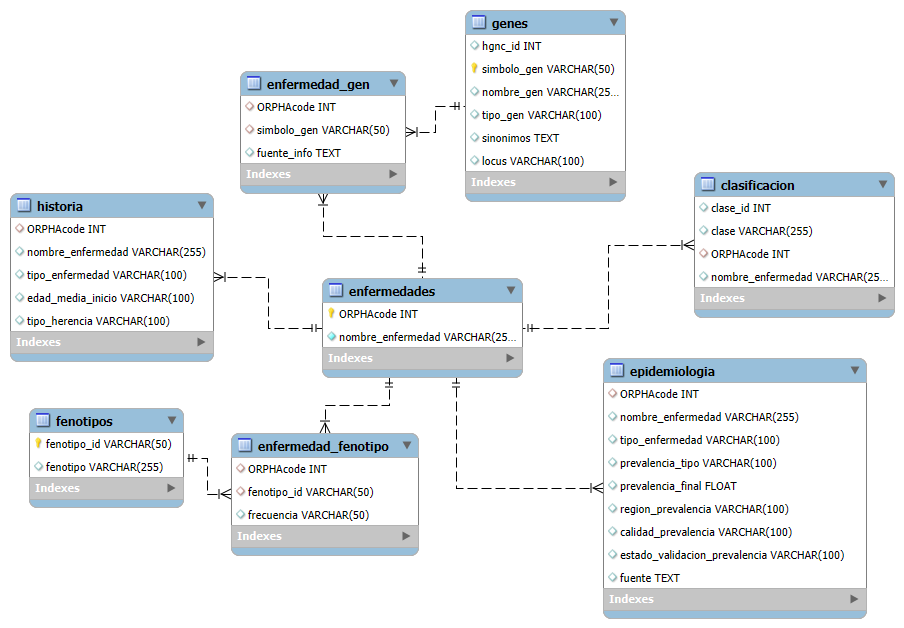 genes
hgnc_id INT
simbolo_gen VARCHAR(50)
nombre_gen VARCHAR(25...
tipo_gen VARCHAR(100)
sinonimos TEXT
locus VARCHAR(100)
Indexes
enfermedad_gen
ORPHAcode INT
simbolo_gen VARCHAR(50)
fuente_info TEXT
Indexes
clasificacion
clase_id INT
clase VARCHAR(255)
ORPHAcode INT
nombre_enfermedad VARCHAR(25...
Indexes
historia
ORPHAcode INT
nombre_enfermedad VARCHAR(255)
tipo_enfermedad VARCHAR(100)
edad_media_inicio VARCHAR(100)
tipo_herencia VARCHAR(100)
Indexes
enfermedades
ORPHAcode INT
nombre_enfermedad VARCHAR(25...
Indexes
epidemiologia
ORPHAcode INT
nombre_enfermedad VARCHAR(255)
tipo_enfermedad VARCHAR(100)
prevalencia_tipo VARCHAR(100)
prevalencia_final FLOAT
region_prevalencia VARCHAR(100)
calidad_prevalencia VARCHAR(100)
estado_validacion_prevalencia VARCHAR(100)
fuente TEXT
Indexes
fenotipos
fenotipo_id VARCHAR(50)
fenotipo VARCHAR(255)
Indexes
enfermedad_fenotipo
ORPHAcode INT
fenotipo_id VARCHAR(50)
frecuencia VARCHAR(50)
Indexes